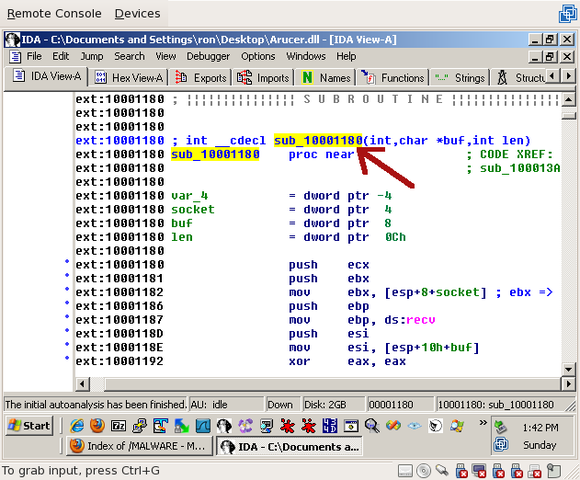 Remote Console Devices
IDA - C:\Documents and Settings\ron\Desktop\Arucer.dll - [IDA View-A]
File Edit Jump Search View Debugger Options Windows Help
IDA View-A Hex View-A Exports Imports N Names Functions "..." Strings Structu
ext:10001180 ; ¦¦¦¦¦¦¦¦¦¦¦¦¦¦¦ S U B R O U T I N E ¦¦¦¦¦¦¦¦¦¦¦¦¦¦¦
ext:10001180
ext:10001180
ext:10001180 ; int __cdecl sub_10001180(int,char *buf,int len)
ext:10001180 sub_10001180 proc near ; CODE XREF:
ext:10001180 ; sub_100013A
ext:10001180
ext:10001180 var_4 = dword ptr -4
ext:10001180 socket = dword ptr 4
ext:10001180 buf = dword ptr 8
ext:10001180 len = dword ptr 0Ch
ext:10001180
ext:10001180 push ecx
ext:10001181 push ebx
ext:10001182 mov ebx, [esp+8+socket] ; ebx =>
ext:10001186 push ebp
ext:10001187 mov ebp, ds:recv
ext:1000118D push esi
ext:1000118E mov esi, [esp+10h+buf]
ext:10001192 xor eax, eax
The initial autoanalysis has been finished. AU: idle Down Disk: 2GB 00001180 10001180: sub_10001180
Start 1:42 PM
Index of /MALWARE - M... IDA - C:\Documents a... Sunday
To grab input, press Ctrl+G